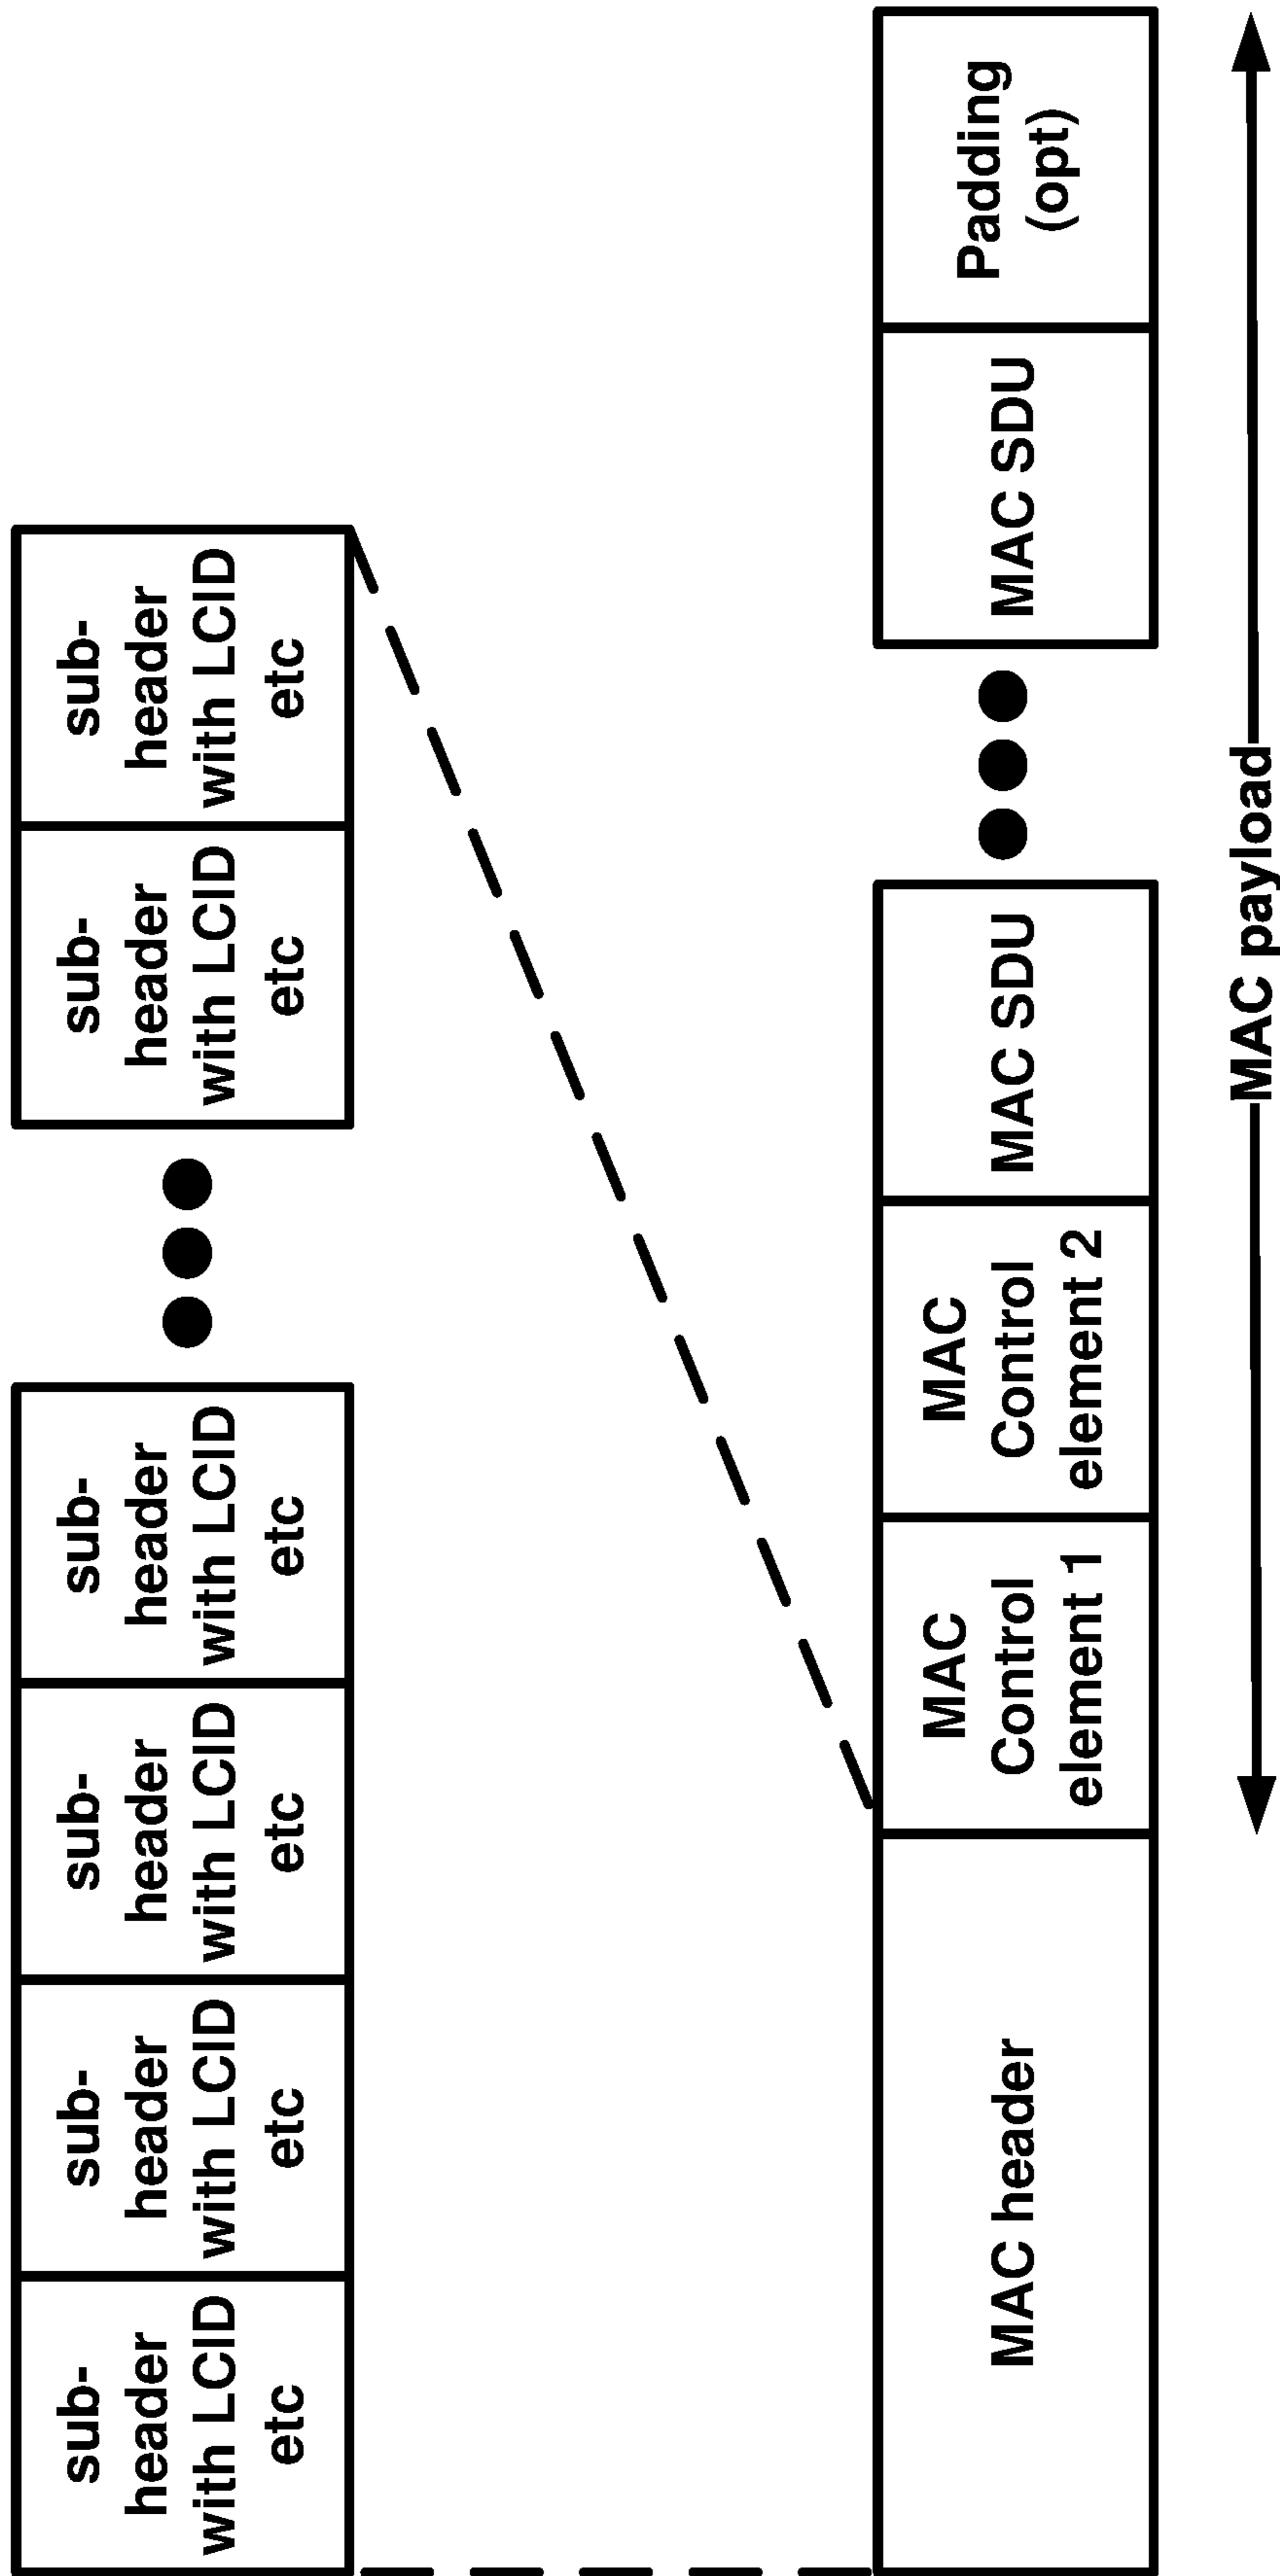 sub-
header
with LCID
etc
sub-
header
with LCID
etc
sub-
header
with LCID
etc
sub-
header
with LCID
etc
sub-
header
with LCID
etc
sub-
header
with LCID
etc
MAC header
MAC
Control
element 1
MAC
Control
element 2
MAC SDU
MAC SDU
Padding
(opt)
MAC payload